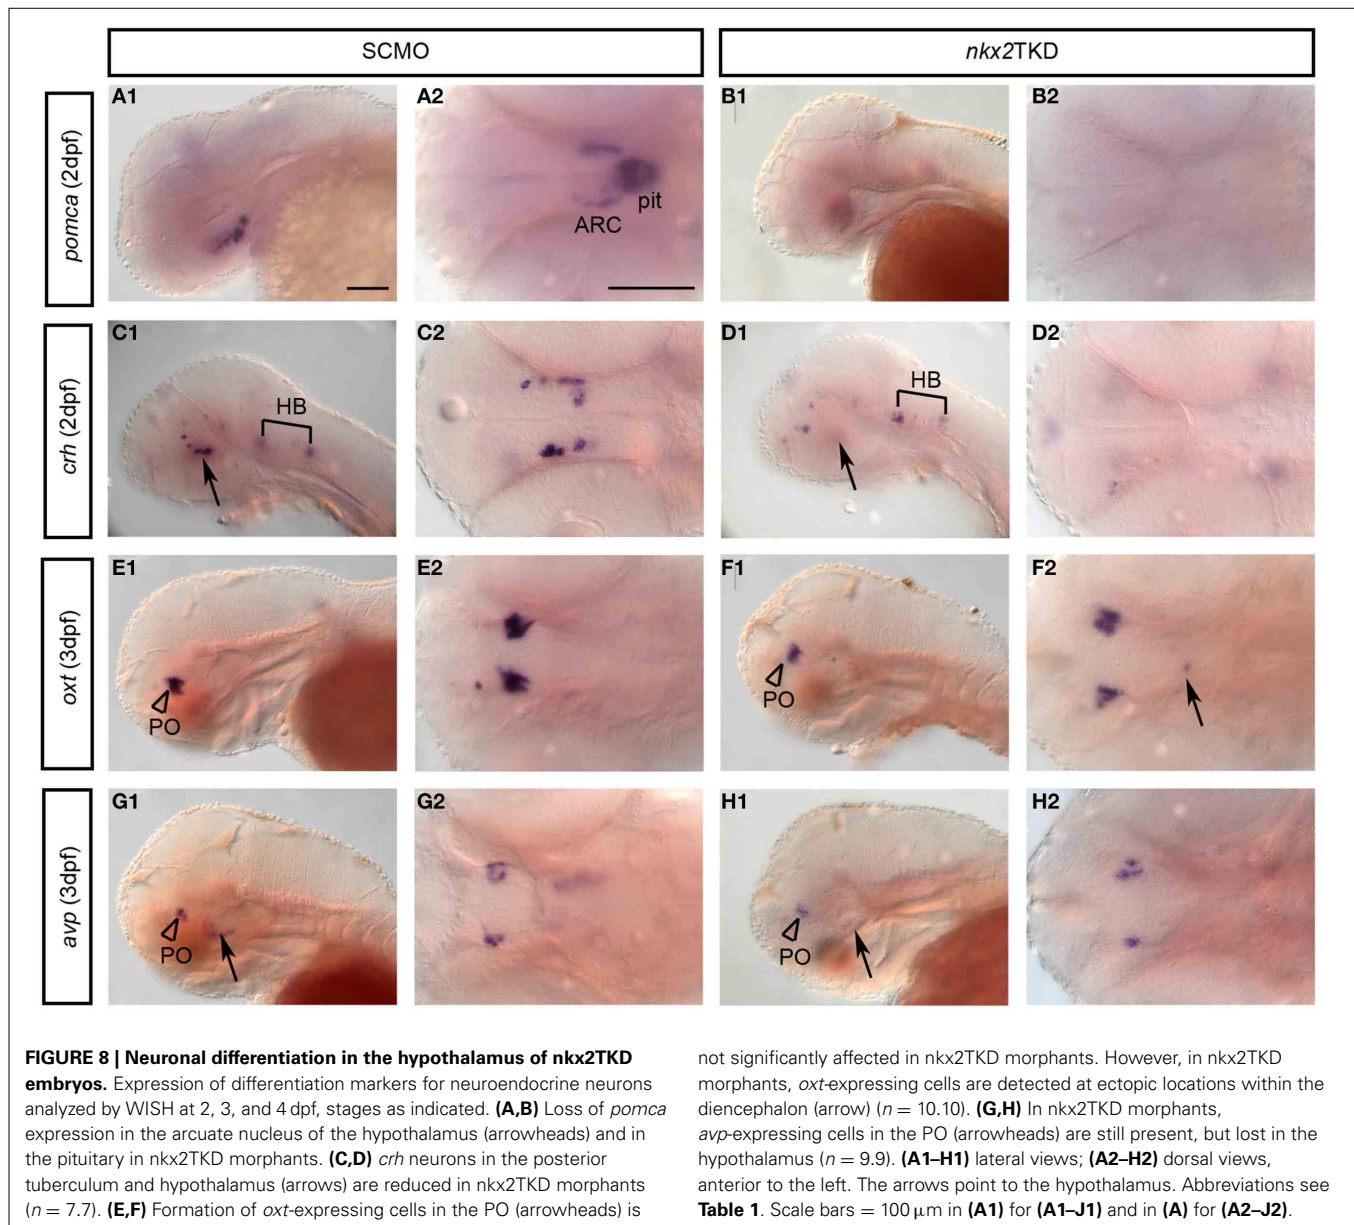 SCMO
nkx2TKD
pomca (2dpf)
A1
A2
ARC
pit
B1
B2
crh (2dpf)
C1
HB
C2
D1
HB
D2
oxt (3dpf)
E1
PO
E2
F1
PO
F2
avp (3dpf)
G1
PO
G2
H1
PO
H2
FIGURE 8 | Neuronal differentiation in the hypothalamus of nkx2TKD
embryos. Expression of differentiation markers for neuroendocrine neurons
analyzed by WISH at 2, 3, and 4 dpf, stages as indicated. (A,B) Loss of pomca
expression in the arcuate nucleus of the hypothalamus (arrowheads) and in
the pituitary in nkx2TKD morphants. (C,D) crh neurons in the posterior
tuberculum and hypothalamus (arrows) are reduced in nkx2TKD morphants
(n = 7.7). (E,F) Formation of oxt-expressing cells in the PO (arrowheads) is
not significantly affected in nkx2TKD morphants. However, in nkx2TKD
morphants, oxt-expressing cells are detected at ectopic locations within the
diencephalon (arrow) (n = 10.10). (G,H) In nkx2TKD morphants,
avp-expressing cells in the PO (arrowheads) are still present, but lost in the
hypothalamus (n = 9.9). (A1–H1) lateral views; (A2–H2) dorsal views,
anterior to the left. The arrows point to the hypothalamus. Abbreviations see
Table 1. Scale bars = 100 μm in (A1) for (A1–J1) and in (A) for (A2–J2).